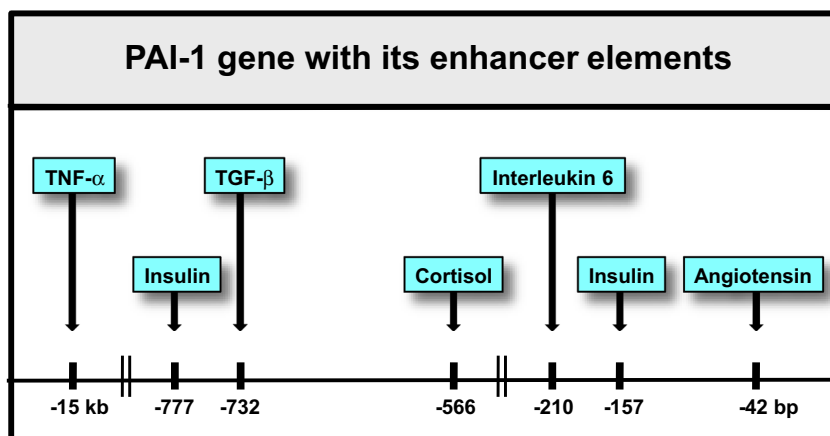 PAI-1 gene with its enhancer elements
TNF-α TGF-β Interleukin 6
Insulin Cortisol Insulin Angiotensin
-15 kb -777 -732 -566 -210 -157 -42 bp